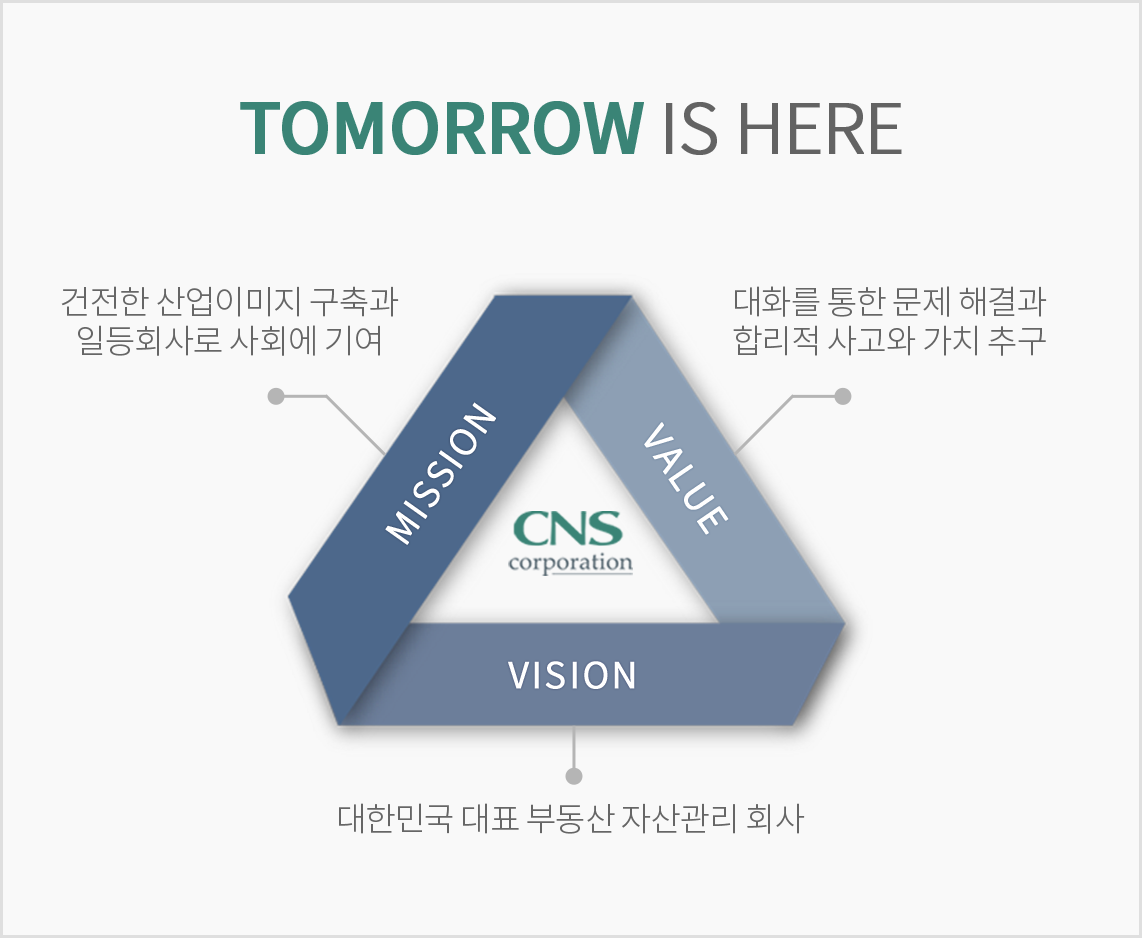 TOMORROW IS HERE
건전한 산업이미지 구축과
일등회사로 사회에 기여
대화를 통한 문제 해결과
합리적 사고와 가치 추구
MISSION
VALUE
CNS
corporation
VISION
대한민국 대표 부동산 자산관리 회사